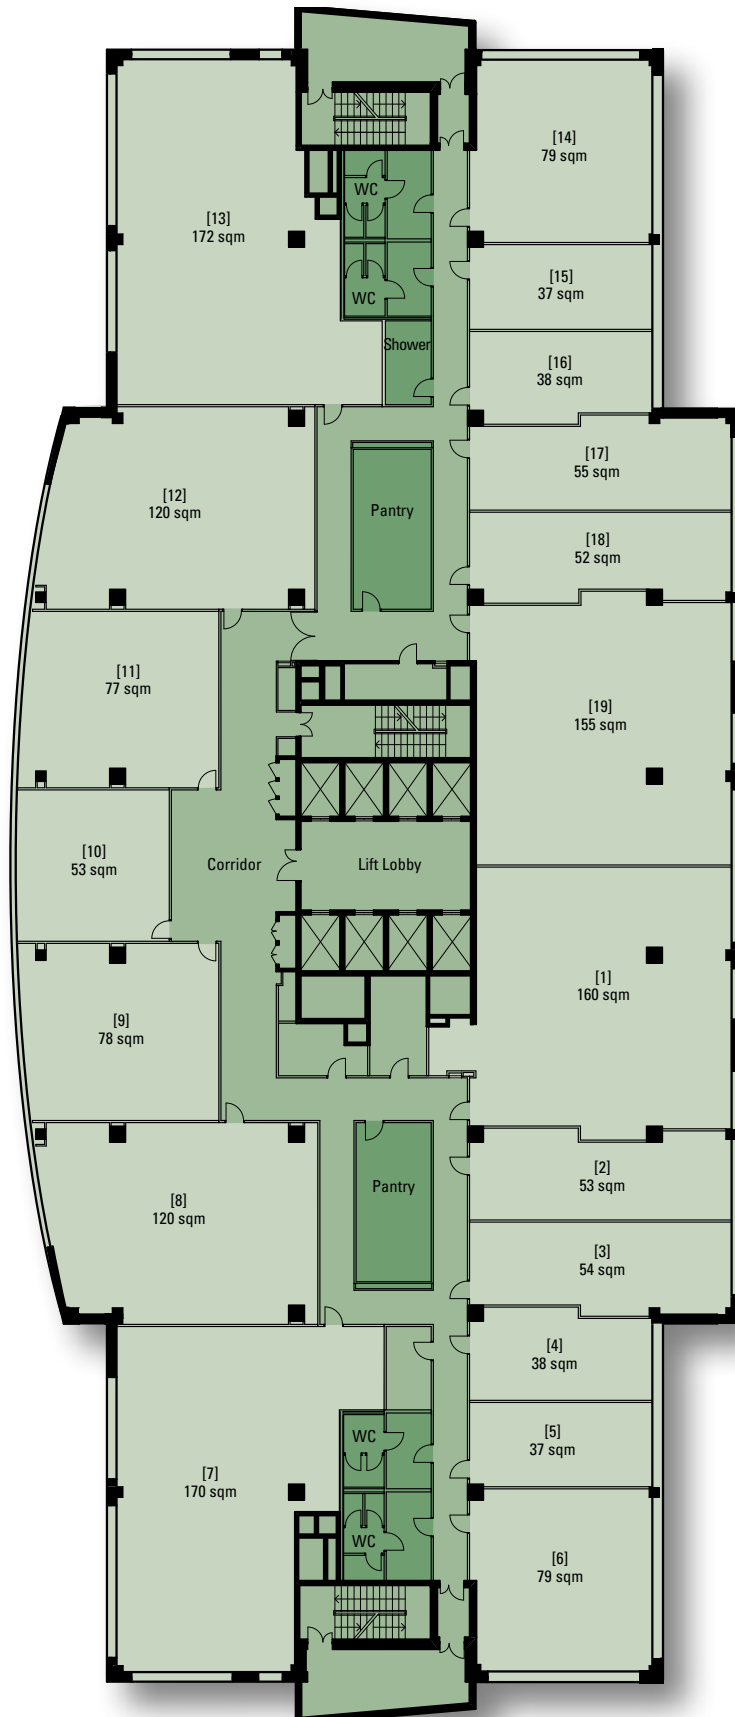 [14]
79 sqm
WC
[13]
172 sqm
[15]
37 sqm
WC
Shower
[16]
38 sqm
[17]
55 sqm
[12]
120 sqm
Pantry
[18]
52 sqm
[11]
77 sqm
[19]
155 sqm
[10]
53 sqm
Corridor
Lift Lobby
[1]
160 sqm
[9]
78 sqm
[2]
53 sqm
Pantry
[8]
120 sqm
[3]
54 sqm
[4]
38 sqm
WC
[5]
37 sqm
[7]
170 sqm
WC
[6]
79 sqm